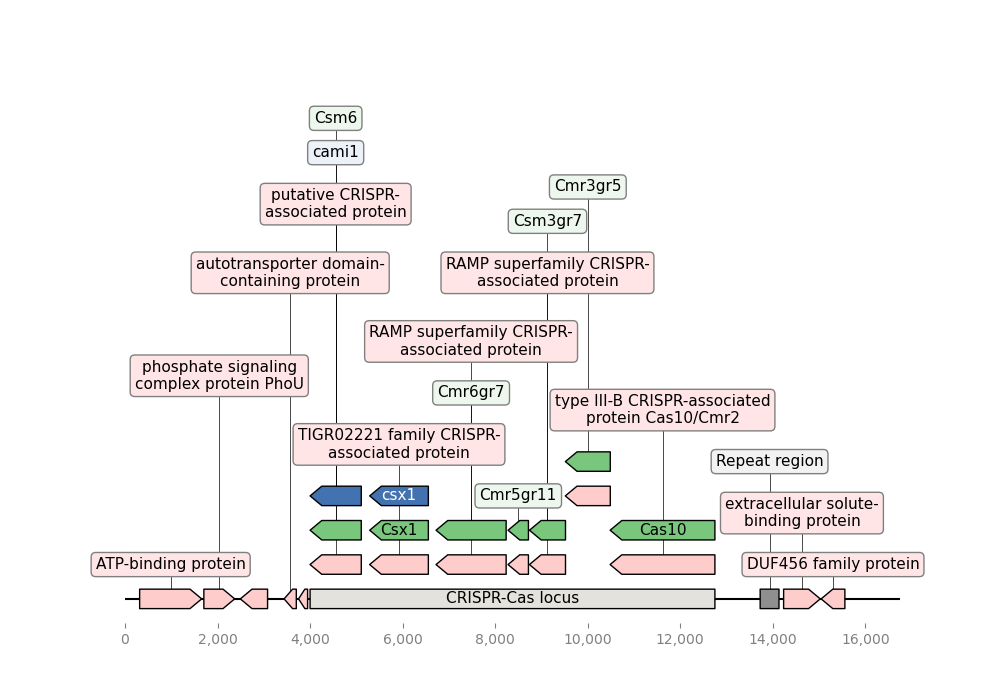 Csm6
cami1
putative CRISPR-
associated protein
Cmr3gr5
Csm3gr7
autotransporter domain-
containing protein
RAMP superfamily CRISPR-
associated protein
RAMP superfamily CRISPR-
associated protein
phosphate signaling
complex protein PhoU
Cmr6gr7
type III-B CRISPR-associated
protein Cas10/Cmr2
TIGR02221 family CRISPR-
associated protein
Repeat region
csx1
Cmr5gr11
extracellular solute-
binding protein
Csx1
Cas10
ATP-binding protein
DUF456 family protein
CRISPR-Cas locus
0
2,000
4,000
6,000
8,000
10,000
12,000
14,000
16,000